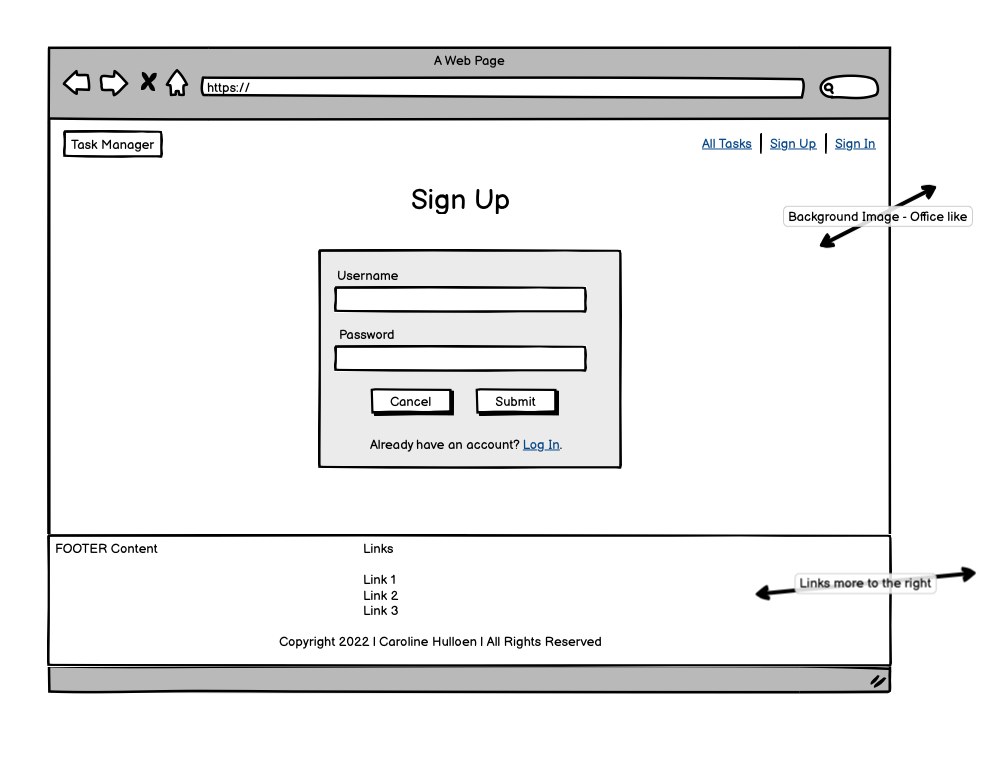 A Web Page
https://
Task Manager
All Tasks Sign Up Sign In
Sign Up
Background Image - Office like
Username
Password
Cancel Submit
Already have an account? Log In.
FOOTER Content Links
Links more to the right
Link 1
Link 2
Link 3
Copyright 2022 | Caroline Hulloen | All Rights Reserved